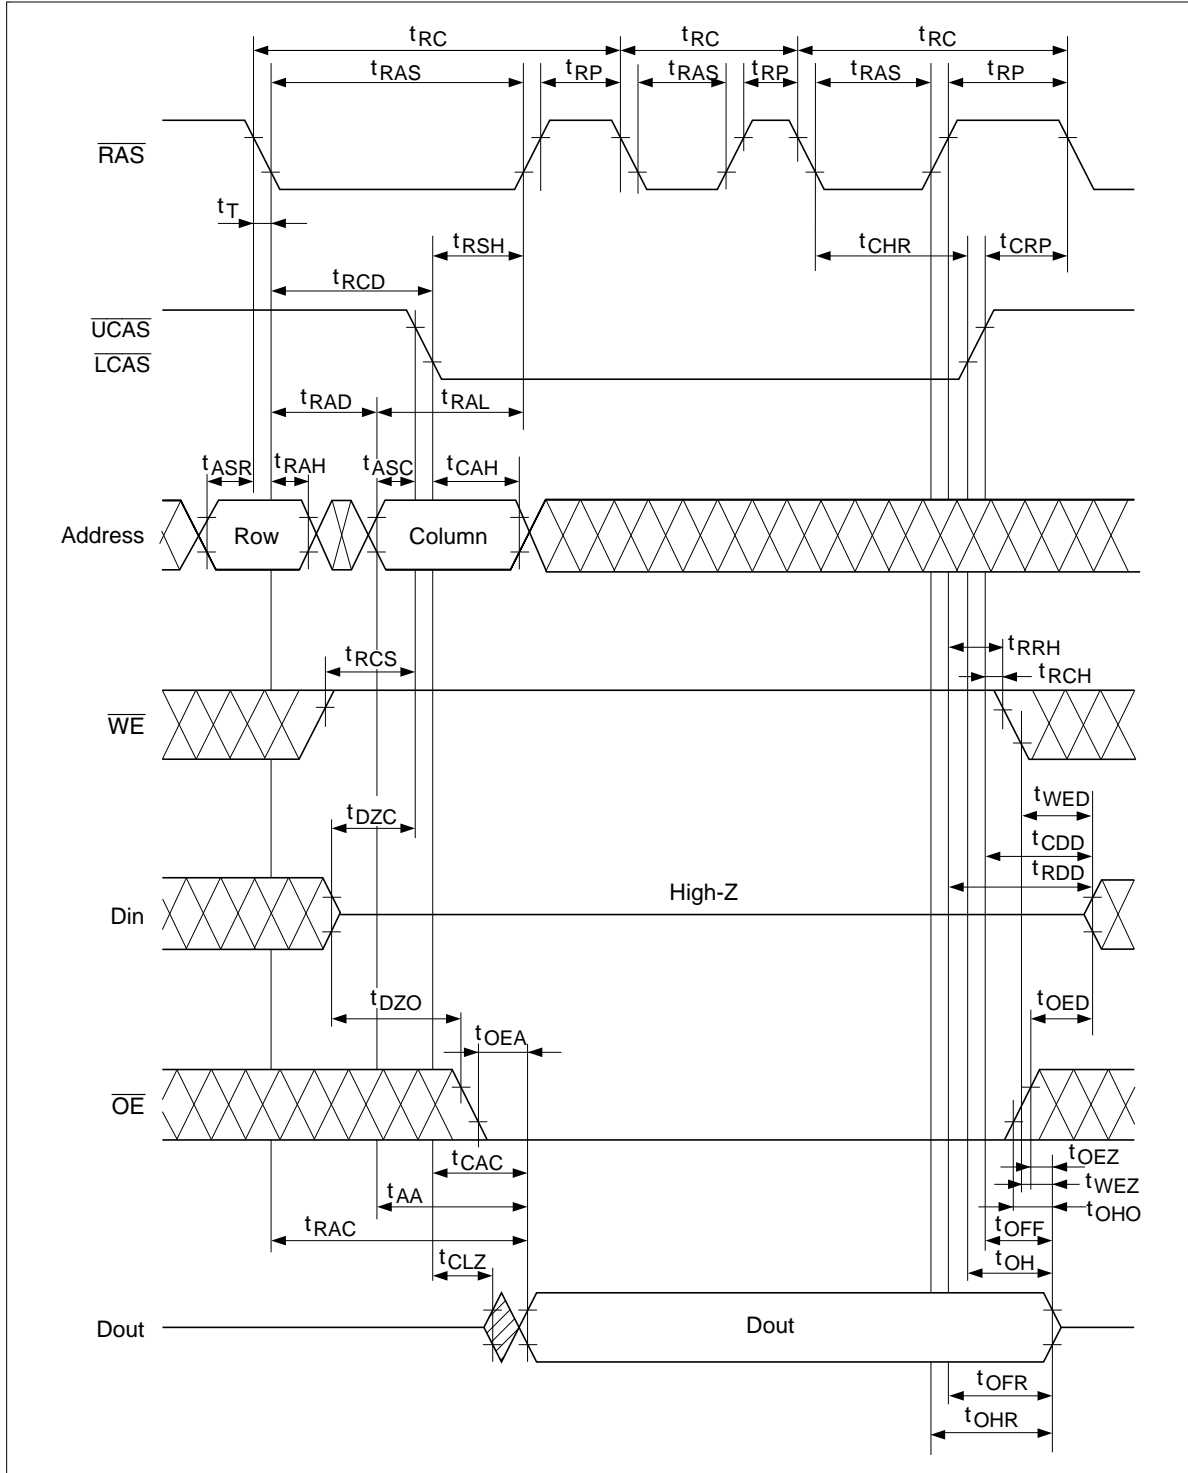 tRC tRC tRC
tRAS tRP tRAS tRP tRAS tRP
RAS
tT
tRSH tCHR tCRP
tRCD
UCAS
LCAS
tRAD tRAL
tASR tRAH tASC tCAH
Address Row Column
tRRH
tRCS
tRCH
WE
tWED
tDZC
tCDD
tRDD
High-Z
Din
tDZO tOED
tOEA
OE
tCAC tOEZ
tWEZ
tAA
tOHO
tRAC tOFF
tCLZ tOH
Dout Dout
tOFR
tOHR